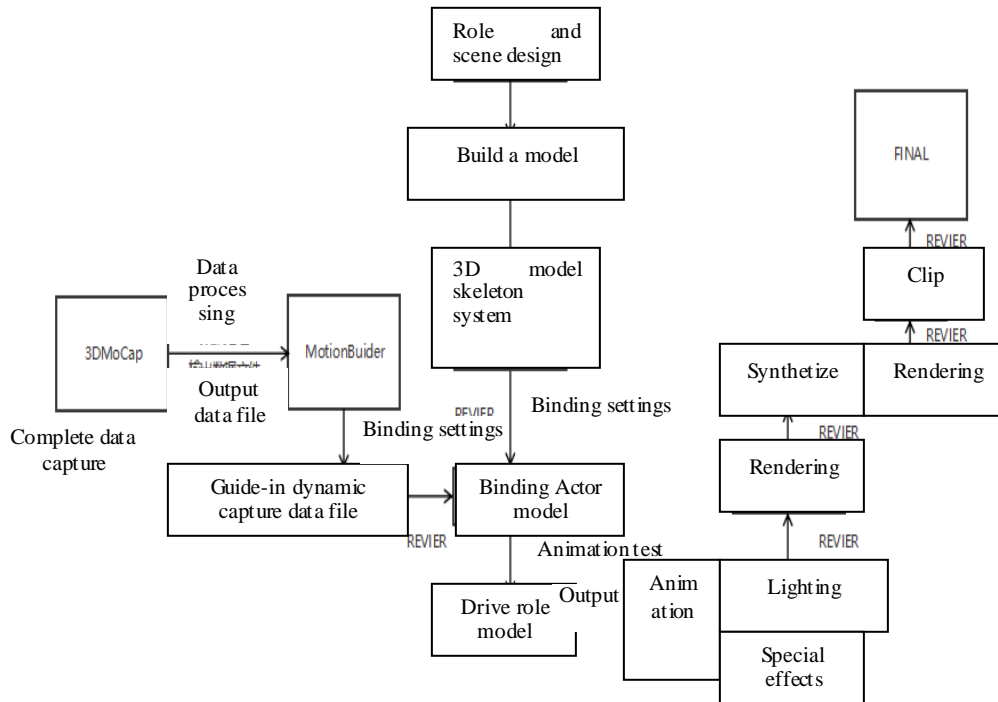 Role and
scene design
Build a model
FINAL
REVIER
3D model
skeleton
system
Clip
Data
proces
sing
REVIER
3DMoCap
MotionBuider
Synthetize
Rendering
Output
data file
Binding settings
REVIER
Binding settings
REVIER
Complete data
capture
Rendering
Guide-in dynamic
capture data file
Binding Actor
model
REVIER
REVIER
Animation test
Output
Anim
ation
Lighting
Drive role
model
Special
effects